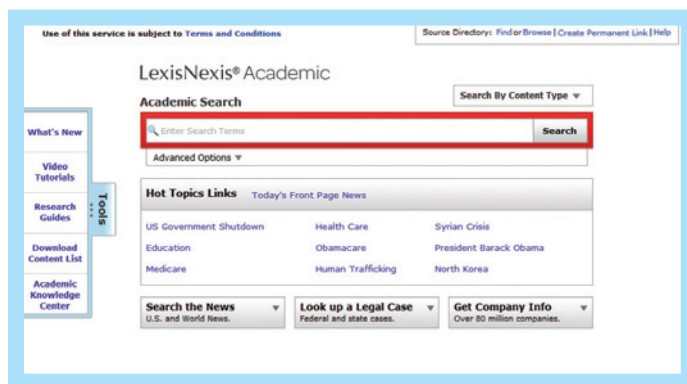 Use of this service is subject to Terms and Conditions
Source Directory: Find or Browse | Create Permanent Link | Help
LexisNexis® Academic
Academic Search
Search By Content Type
Enter Search Terms
Search
Advanced Options
What's New
Video
Tutorials
Research
Guides
Download
Content List
Academic
Knowledge
Center
Tools
Hot Topics Links Today's Front Page News
US Government Shutdown Health Care Syrian Crisis
Education Obamacare President Barack Obama
Medicare Human Trafficking North Korea
Search the News
U.S. and World News.
Look up a Legal Case
Federal and state cases.
Get Company Info
Over 80 million companies.